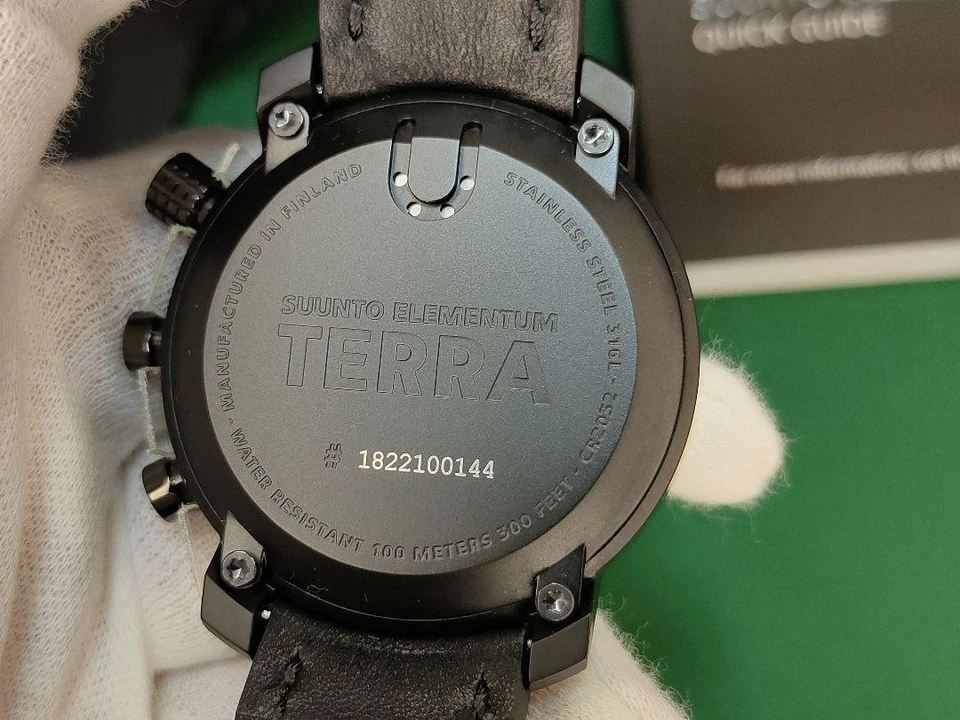 QUICK GUIDE
For more information, visit
MANUFACTURED IN FINLAND
STAINLESS STEEL 316L · CR2032 ·
SUUNTO ELEMENTUM
TERRA
# 1822100144
· WATER RESISTANT 100 METERS 300 FEET